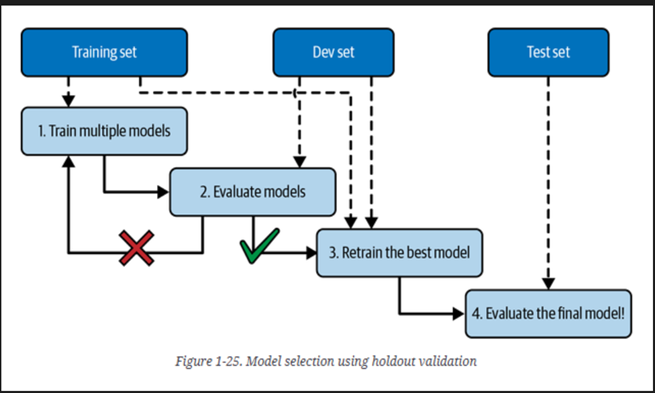 Training set
Dev set
Test set
1. Train multiple models
2. Evaluate models
3. Retrain the best model
4. Evaluate the final model!
Figure 1-25. Model selection using holdout validation